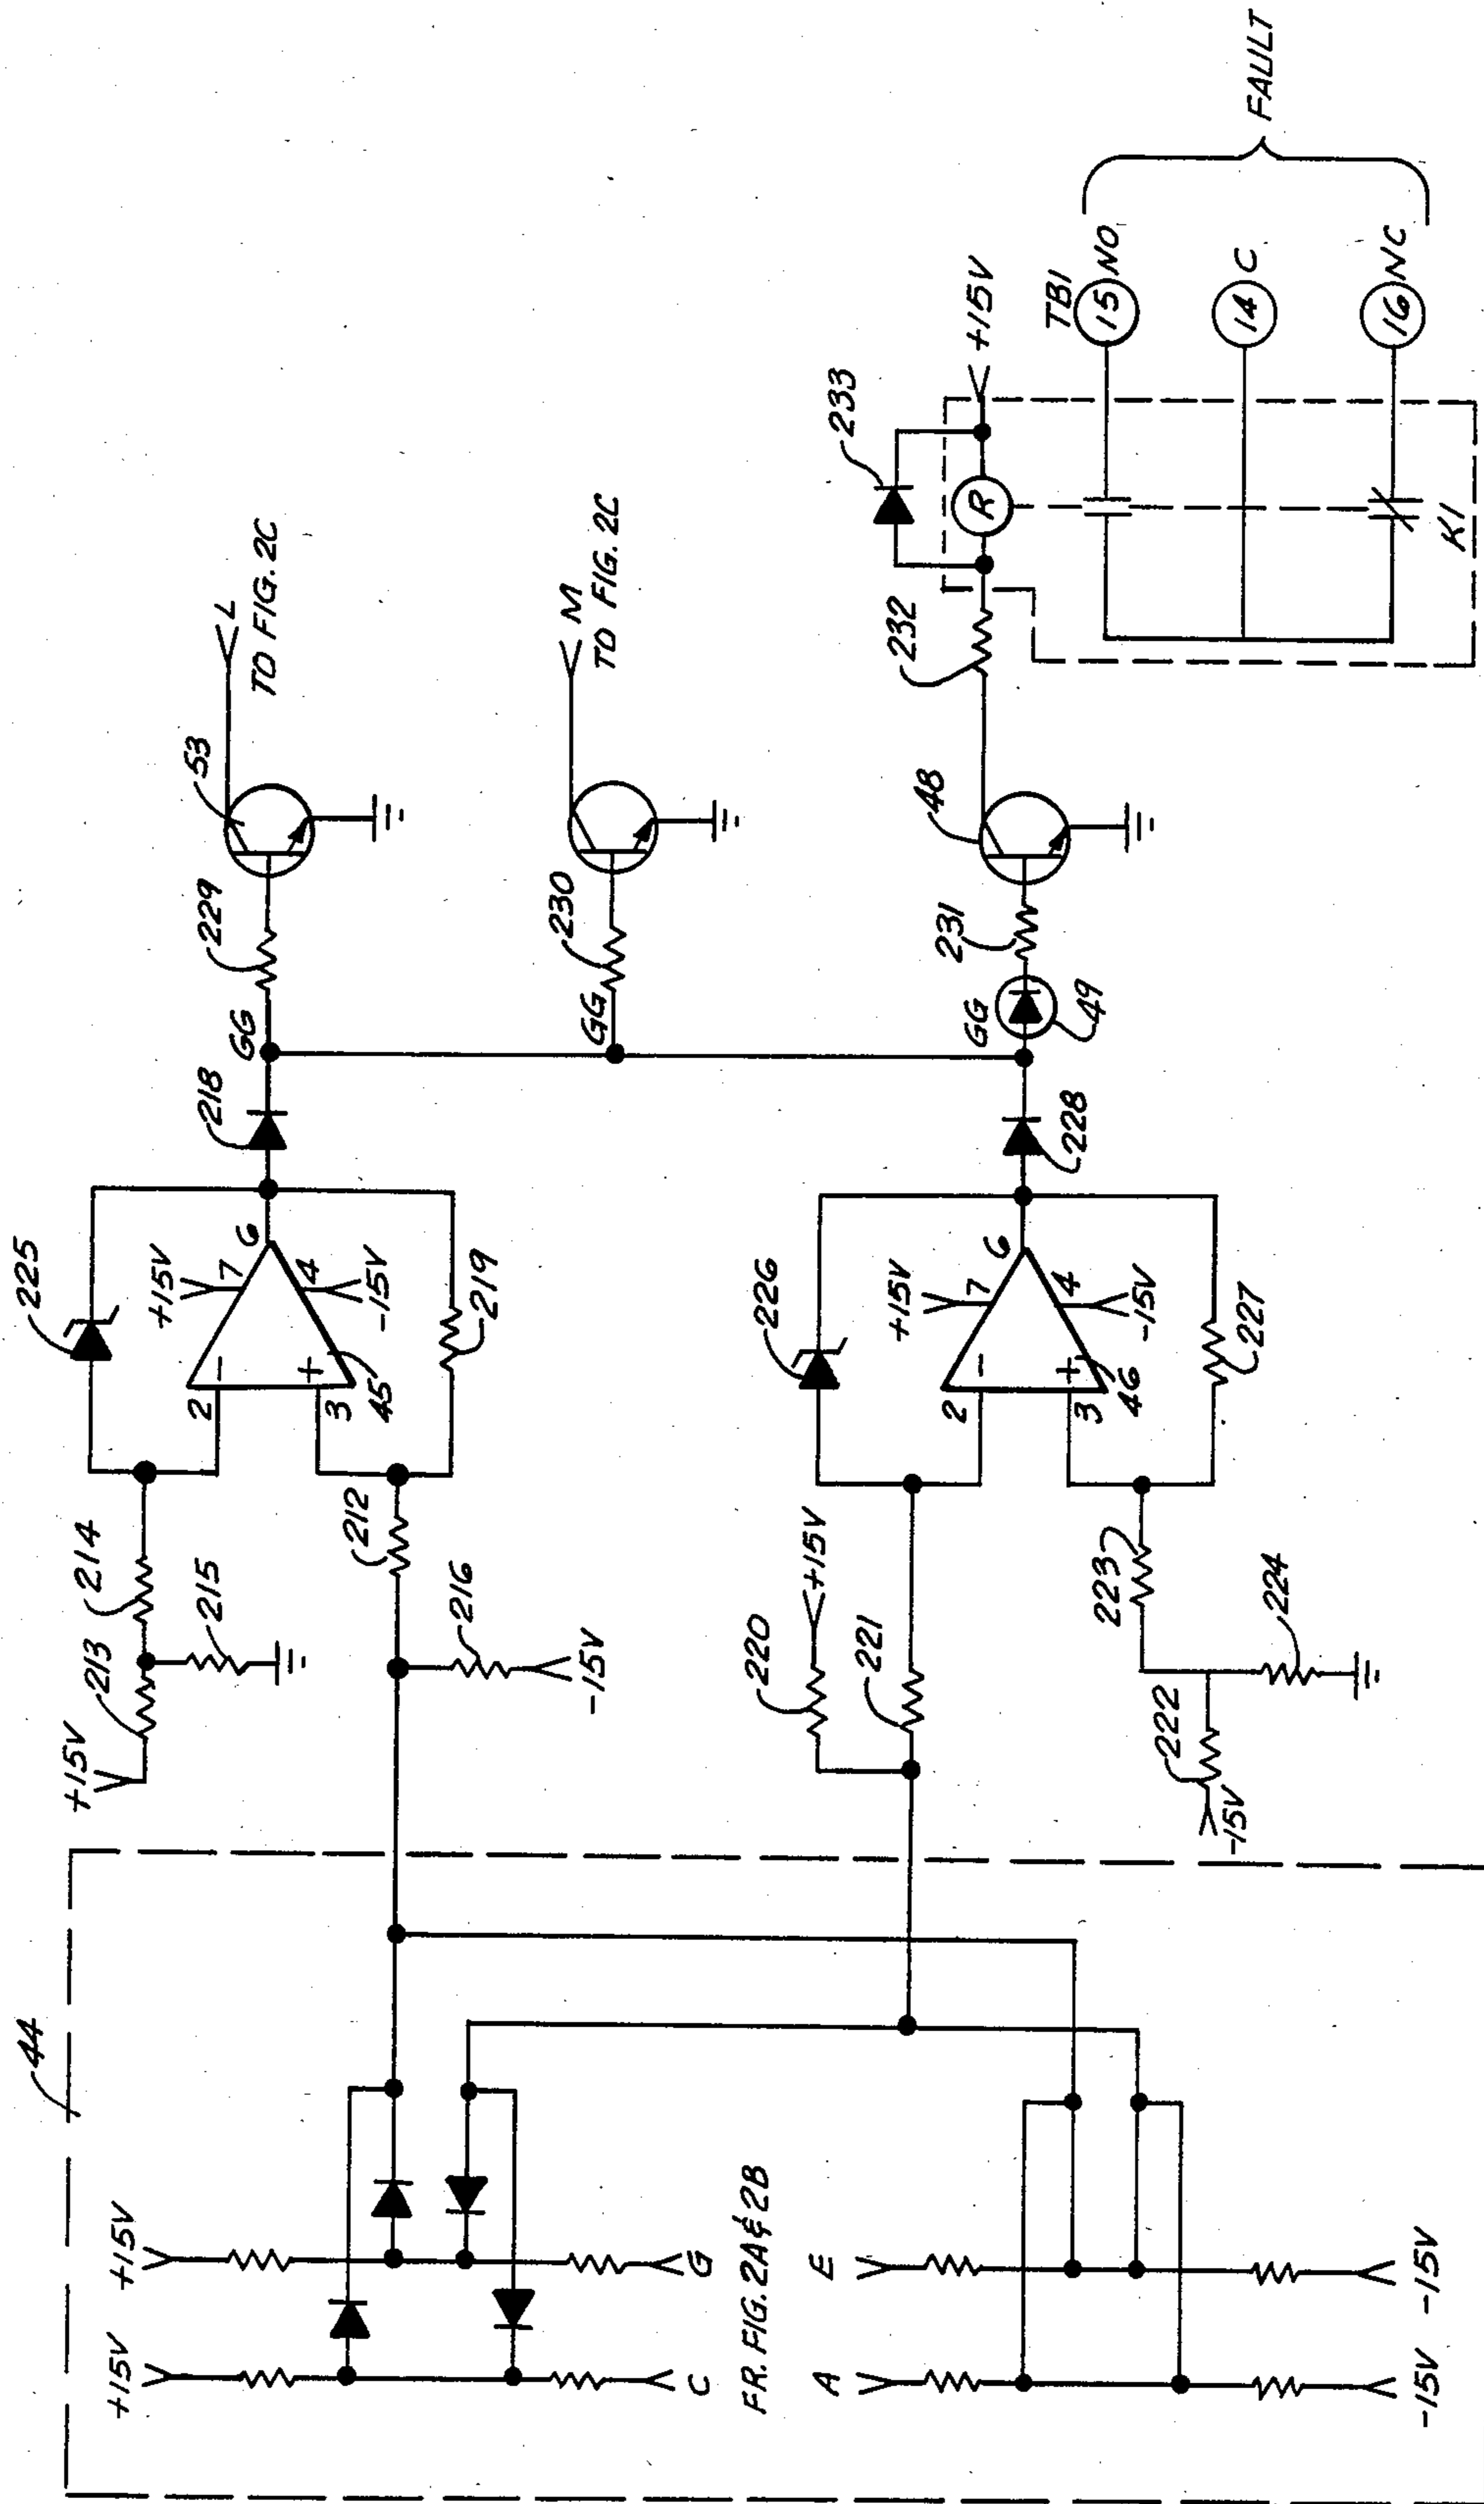 44
+15V
+15V
C
G
FR. FIG. 2A & 2B
A
E
-15V
-15V
+15V
213
214
215
212
216
-15V
220
+15V
221
222
-15V
223
224
225
+15V
7
6
2
-
3
+
4
-15V
45
219
226
+15V
7
6
2
-
3
+
4
-15V
46
227
218
GG
228
GG
GG
229
230
231
49
53
L
TO FIG. 2C
M
TO FIG. 2C
48
232
233
R
+15V
K1
TB1
15 NO
14 C
16 NC
FAULT